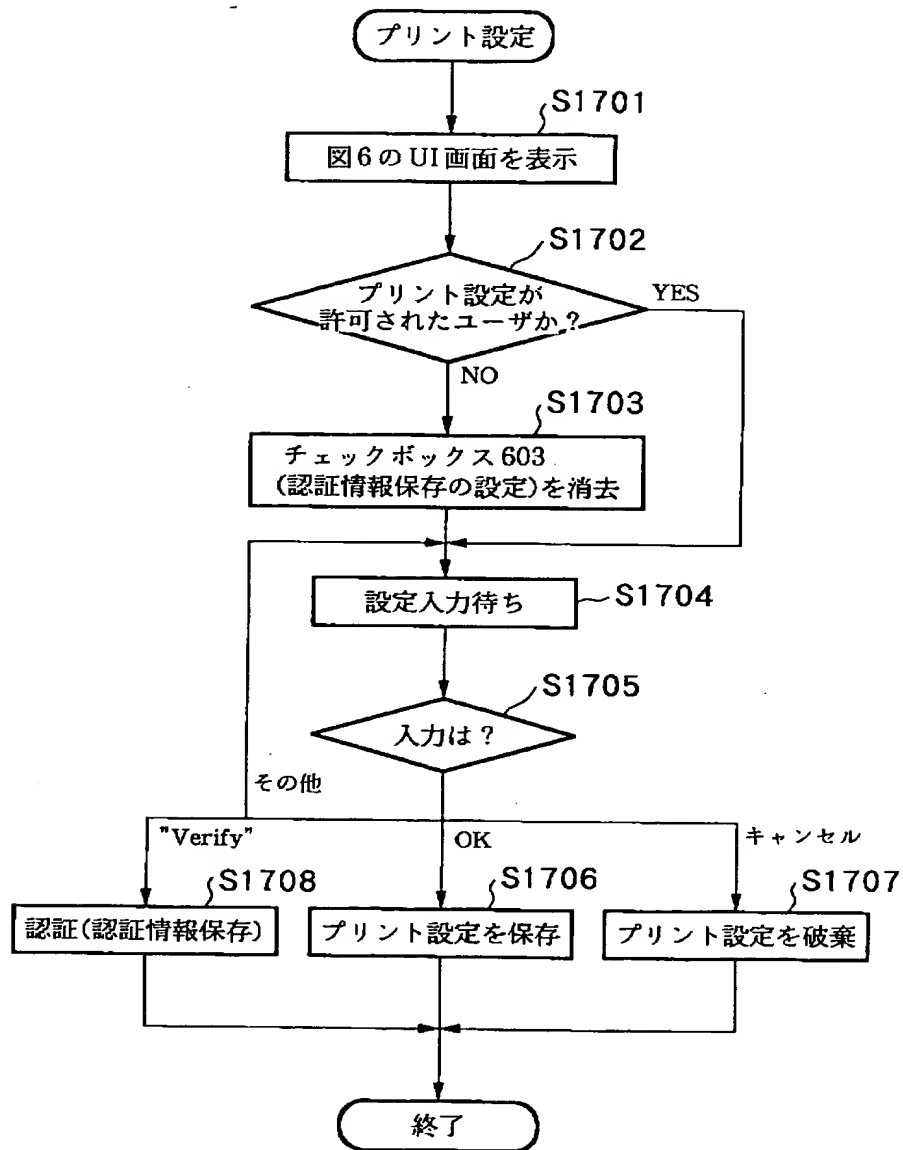 プリント設定
S1701
図6のUI画面を表示
S1702
プリント設定が
許可されたユーザか？
YES
NO
S1703
チェックボックス603
(認証情報保存の設定)を消去
設定入力待ち
S1704
S1705
入力は？
その他
"Verify"
OK
キャンセル
S1708
S1706
S1707
認証(認証情報保存)
プリント設定を保存
プリント設定を破棄
終了